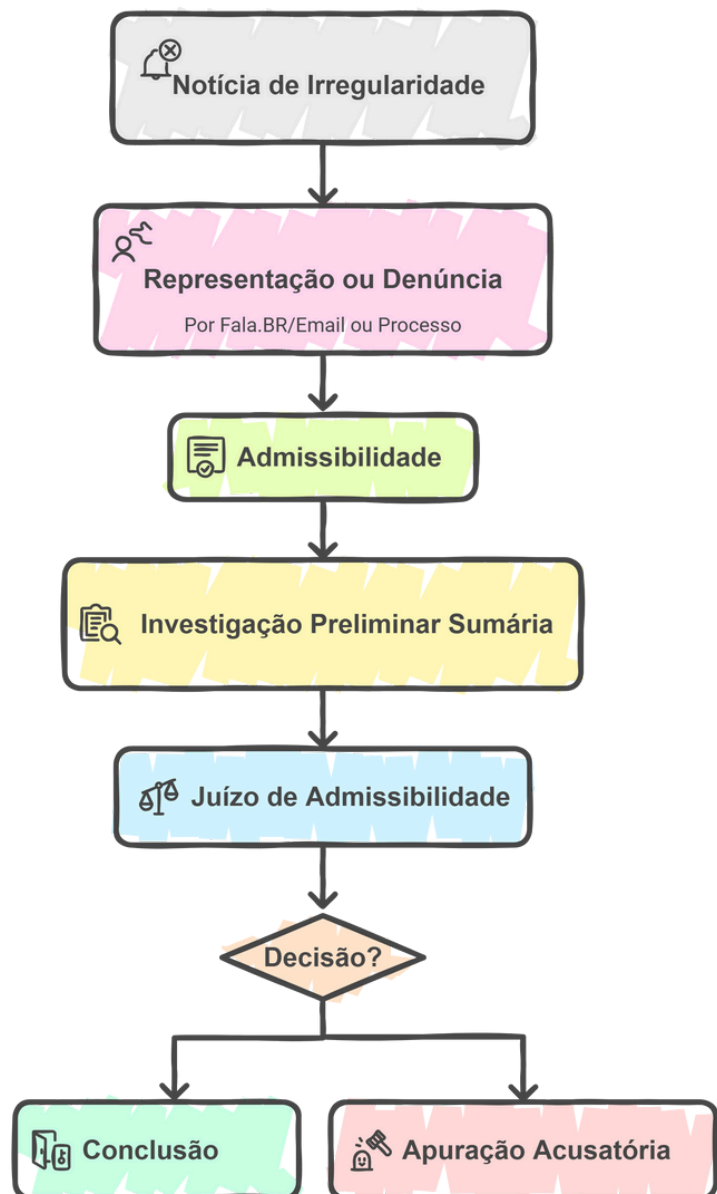 Notícia de Irregularidade
Representação ou Denúncia
Por Fala.BR/Email ou Processo
Admissibilidade
Investigação Preliminar Sumária
Juízo de Admissibilidade
Decisão?
Conclusão
Apuração Acusatória